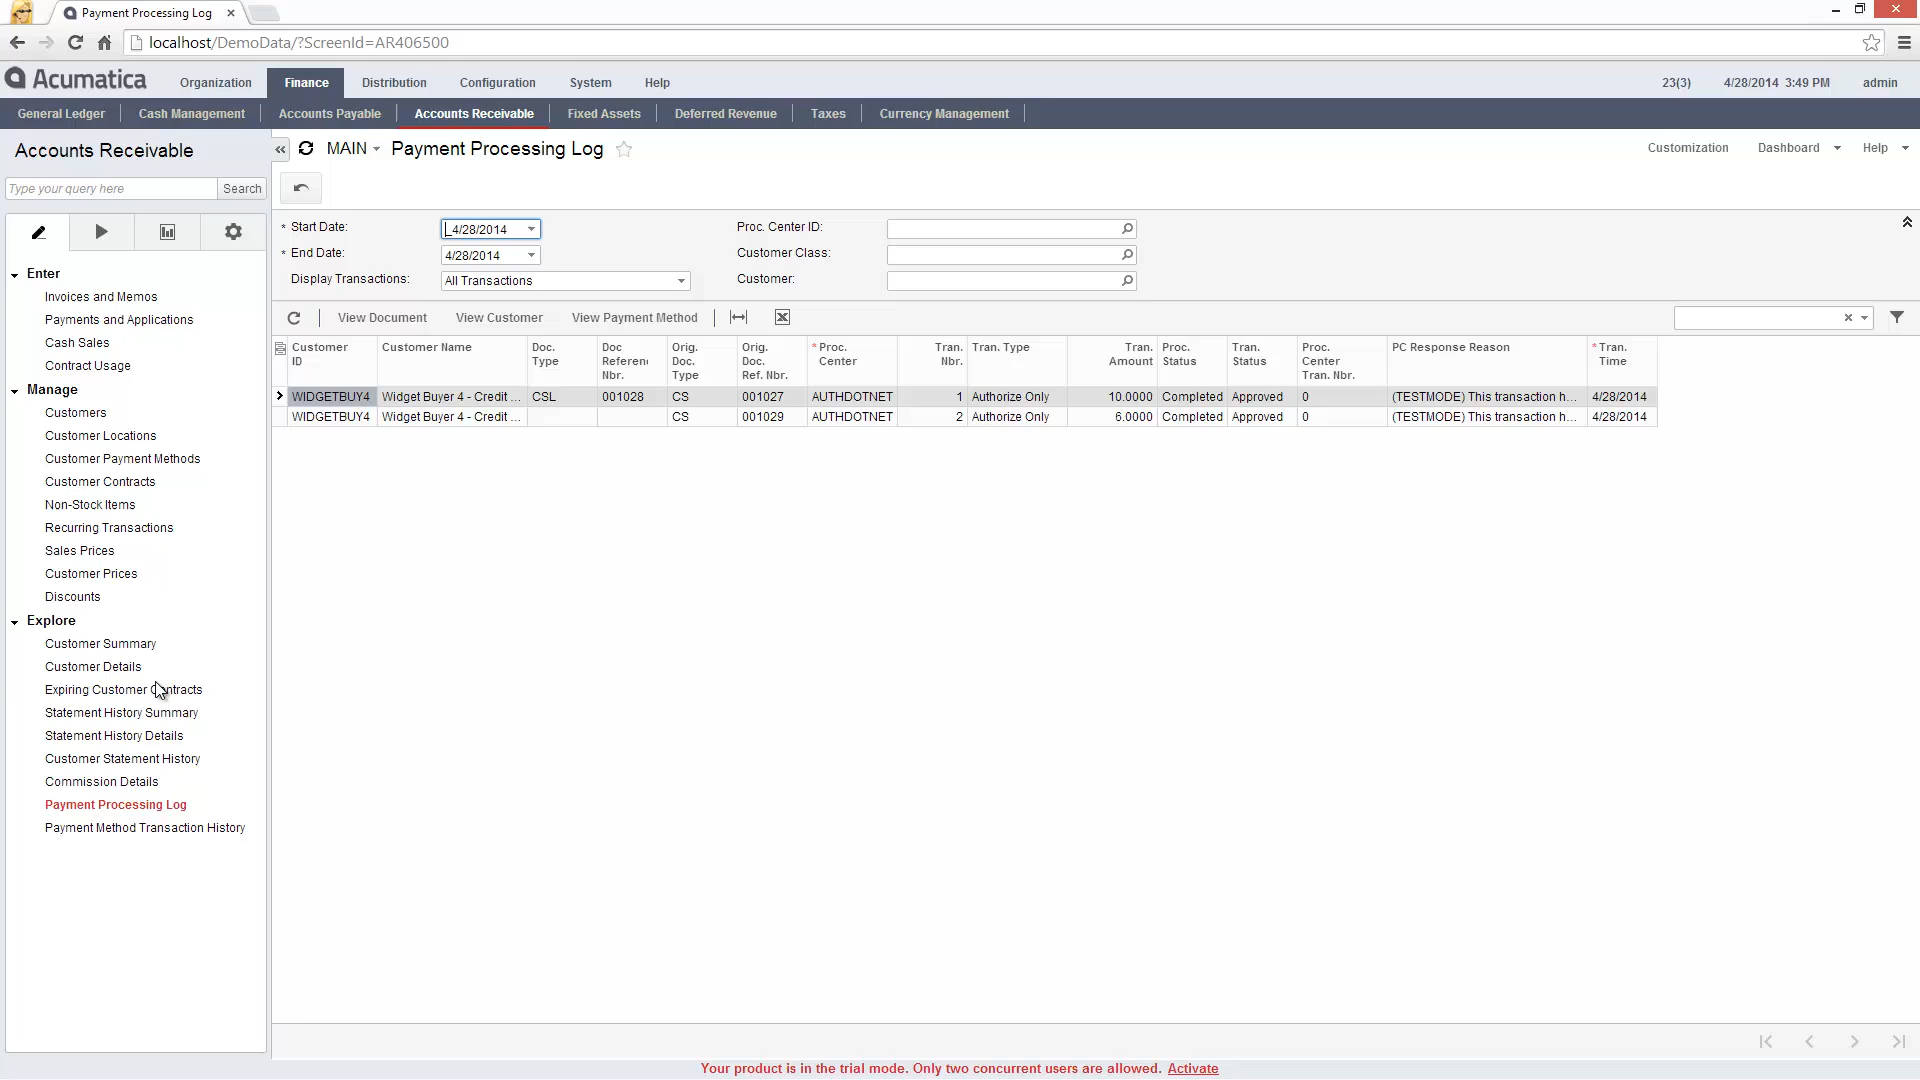 Payment Processing Log
localhost/DemoData/?ScreenId=AR406500
Acumatica
Organization Finance Distribution Configuration System Help
23(3) 4/28/2014 3:49 PM admin
General Ledger Cash Management Accounts Payable Accounts Receivable Fixed Assets Deferred Revenue Taxes Currency Management
Accounts Receivable
Type your query here Search
Enter
Invoices and Memos
Payments and Applications
Cash Sales
Contract Usage
Manage
Customers
Customer Locations
Customer Payment Methods
Customer Contracts
Non-Stock Items
Recurring Transactions
Sales Prices
Customer Prices
Discounts
Explore
Customer Summary
Customer Details
Expiring Customer Contracts
Statement History Summary
Statement History Details
Customer Statement History
Commission Details
Payment Processing Log
Payment Method Transaction History
MAIN Payment Processing Log
Customization Dashboard Help
* Start Date: 4/28/2014 Proc. Center ID:
* End Date: 4/28/2014 Customer Class:
Display Transactions: All Transactions Customer:
View Document View Customer View Payment Method
Customer ID Customer Name Doc. Type Doc Referen Nbr. Orig. Doc. Type Orig. Doc. Ref. Nbr. * Proc. Center Tran. Nbr. Tran. Type Tran. Amount Proc. Status Tran. Status Proc. Center Tran. Nbr. PC Response Reason * Tran. Time
WIDGETBUY4 Widget Buyer 4 - Credit ... CSL 001028 CS 001027 AUTHDOTNET 1 Authorize Only 10.0000 Completed Approved 0 (TESTMODE) This transaction h... 4/28/2014
WIDGETBUY4 Widget Buyer 4 - Credit ... CS 001029 AUTHDOTNET 2 Authorize Only 6.0000 Completed Approved 0 (TESTMODE) This transaction h... 4/28/2014
Your product is in the trial mode. Only two concurrent users are allowed. Activate